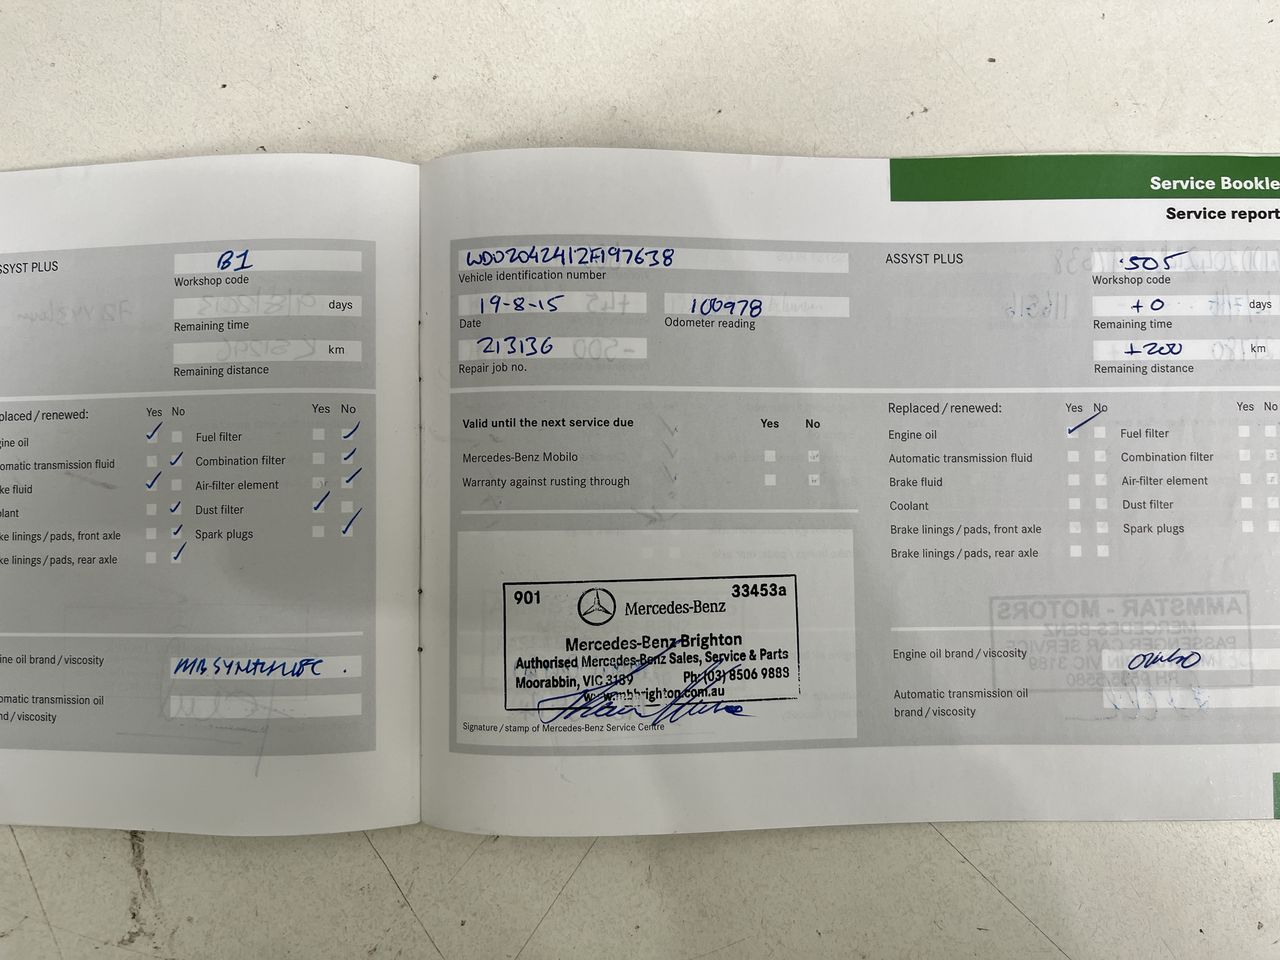 Service Bookle
Service report
SSYST PLUS
B1
Workshop code
days
Remaining time
km
Remaining distance
placed / renewed:
Yes No
Yes No
gine oil
Fuel filter
omatic transmission fluid
Combination filter
ke fluid
Air-filter element
olant
Dust filter
ke linings / pads, front axle
Spark plugs
ke linings / pads, rear axle
ine oil brand / viscosity
MB SYNTHETIC.
omatic transmission oil
nd / viscosity
Vehicle identification number
19-8-15
100978
Date
Odometer reading
213136
Repair job no.
Valid until the next service due
Yes
No
Mercedes-Benz Mobilo
Warranty against rusting through
901
33453a
Mercedes-Benz
Mercedes-Benz Brighton
Authorised Mercedes-Benz Sales, Service & Parts
Moorabbin, VIC 3189 Ph: (03) 8506 9888
www.mbbrighton.com.au
Signature / stamp of Mercedes-Benz Service Centre
ASSYST PLUS
505
Workshop code
+0
days
Remaining time
+200
km
Remaining distance
Replaced / renewed:
Yes No
Yes No
Engine oil
Fuel filter
Automatic transmission fluid
Combination filter
Brake fluid
Air-filter element
Coolant
Dust filter
Brake linings / pads, front axle
Spark plugs
Brake linings / pads, rear axle
Engine oil brand / viscosity
Automatic transmission oil
brand / viscosity